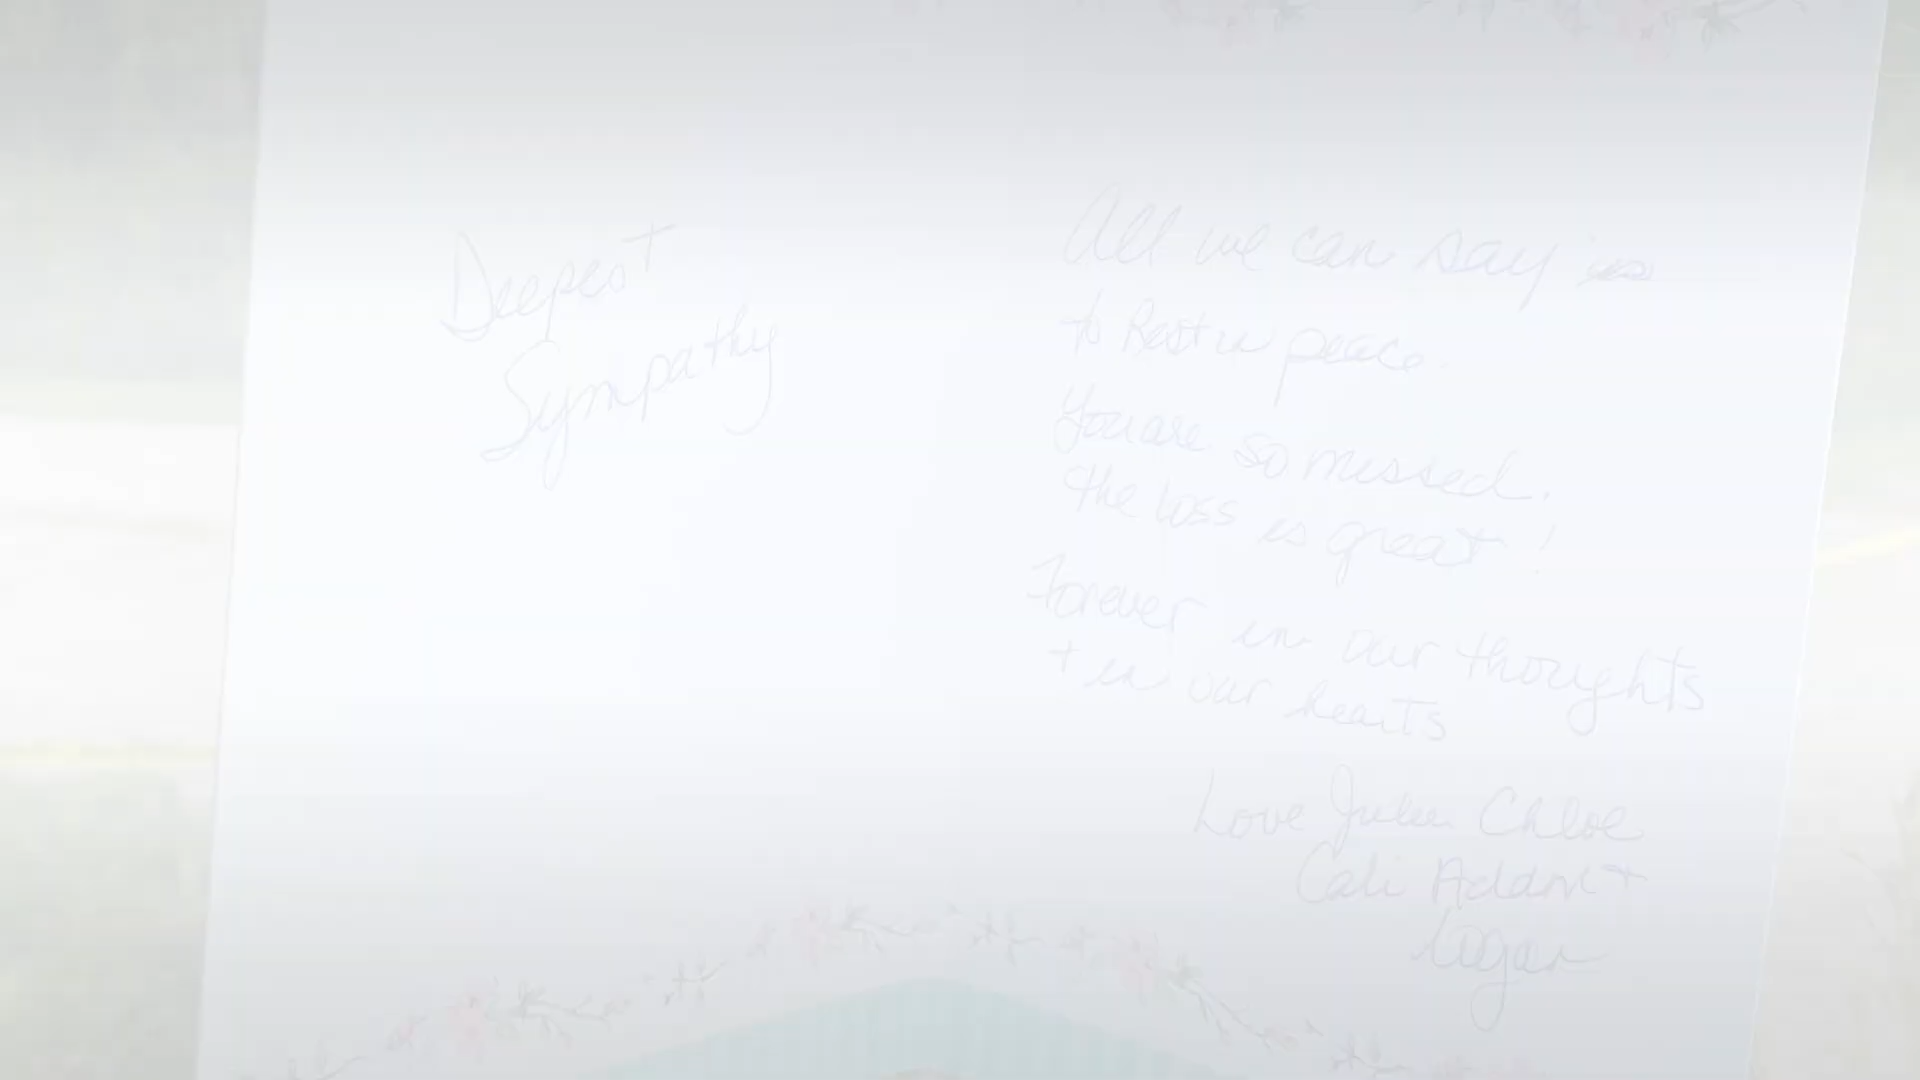 Deepest
Sympathy
All we can say is
to Rest in peace.
You are so missed.
the loss is great!
Forever in our thoughts
+ in our hearts
Love Julie Chloe
Cali Addon +
Logan